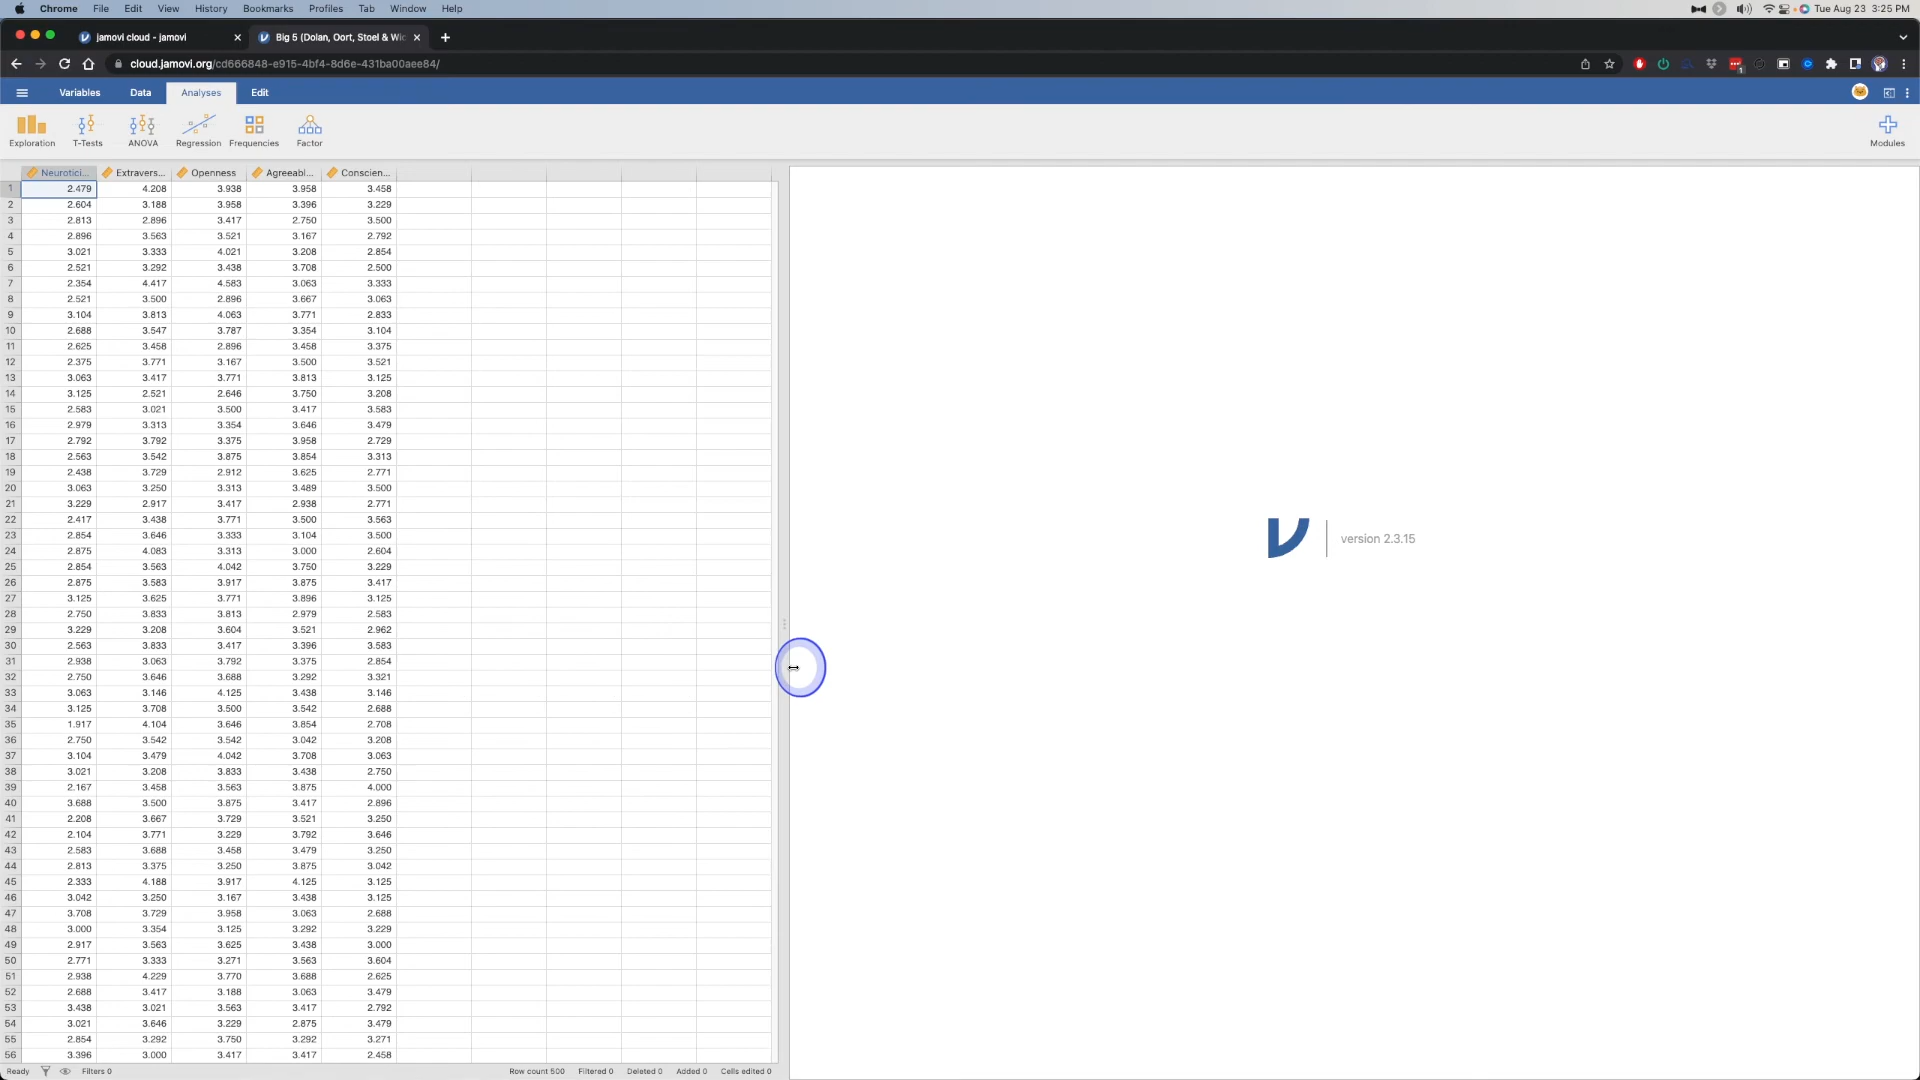 Chrome File Edit View History Bookmarks Profiles Tab Window Help Tue Aug 23 3:25 PM
jamovi cloud - jamovi Big 5 (Dolan, Oort, Stoel & Wic
cloud.jamovi.org/cd666848-e915-4bf4-8d6e-431ba00aee84/
Variables Data Analyses Edit
Exploration T-Tests ANOVA Regression Frequencies Factor Modules
Neurotici... Extravers... Openness Agreeabl... Conscien...
1 2.479 4.208 3.938 3.958 3.458
2 2.604 3.188 3.958 3.396 3.229
3 2.813 2.896 3.417 2.750 3.500
4 2.896 3.563 3.521 3.167 2.792
5 3.021 3.333 4.021 3.208 2.854
6 2.521 3.292 3.438 3.708 2.500
7 2.354 4.417 4.583 3.063 3.333
8 2.521 3.500 2.896 3.667 3.063
9 3.104 3.813 4.063 3.771 2.833
10 2.688 3.547 3.787 3.354 3.104
11 2.625 3.458 2.896 3.458 3.375
12 2.375 3.771 3.167 3.500 3.521
13 3.063 3.417 3.771 3.813 3.125
14 3.125 2.521 2.646 3.750 3.208
15 2.583 3.021 3.500 3.417 3.583
16 2.979 3.313 3.354 3.646 3.479
17 2.792 3.792 3.375 3.958 2.729
18 2.563 3.542 3.875 3.854 3.313
19 2.438 3.729 2.912 3.625 2.771
20 3.063 3.250 3.313 3.489 3.500
21 3.229 2.917 3.417 2.938 2.771
22 2.417 3.438 3.771 3.500 3.563
23 2.854 3.646 3.333 3.104 3.500
24 2.875 4.083 3.313 3.000 2.604
25 2.854 3.563 4.042 3.750 3.229
26 2.875 3.583 3.917 3.875 3.417
27 3.125 3.625 3.771 3.896 3.125
28 2.750 3.833 3.813 2.979 2.583
29 3.229 3.208 3.604 3.521 2.962
30 2.563 3.833 3.417 3.396 3.583
31 2.938 3.063 3.792 3.375 2.854
32 2.750 3.646 3.688 3.292 3.321
33 3.063 3.146 4.125 3.438 3.146
34 3.125 3.708 3.500 3.542 2.688
35 1.917 4.104 3.646 3.854 2.708
36 2.750 3.542 3.542 3.042 3.208
37 3.104 3.479 4.042 3.708 3.063
38 3.021 3.208 3.833 3.438 2.750
39 2.167 3.458 3.563 3.875 4.000
40 3.688 3.500 3.875 3.417 2.896
41 2.208 3.667 3.729 3.521 3.250
42 2.104 3.771 3.229 3.792 3.646
43 2.583 3.688 3.458 3.479 3.250
44 2.813 3.375 3.250 3.875 3.042
45 2.333 4.188 3.917 4.125 3.125
46 3.042 3.250 3.167 3.438 3.125
47 3.708 3.729 3.958 3.063 2.688
48 3.000 3.354 3.125 3.292 3.229
49 2.917 3.563 3.625 3.438 3.000
50 2.771 3.333 3.271 3.563 3.604
51 2.938 4.229 3.770 3.688 2.625
52 2.688 3.417 3.188 3.063 3.479
53 3.438 3.021 3.563 3.417 2.792
54 3.021 3.646 3.229 2.875 3.479
55 2.854 3.292 3.750 3.292 3.271
56 3.396 3.000 3.417 3.417 2.458
version 2.3.15
Ready Filters 0 Row count 500 Filtered 0 Deleted 0 Added 0 Cells edited 0